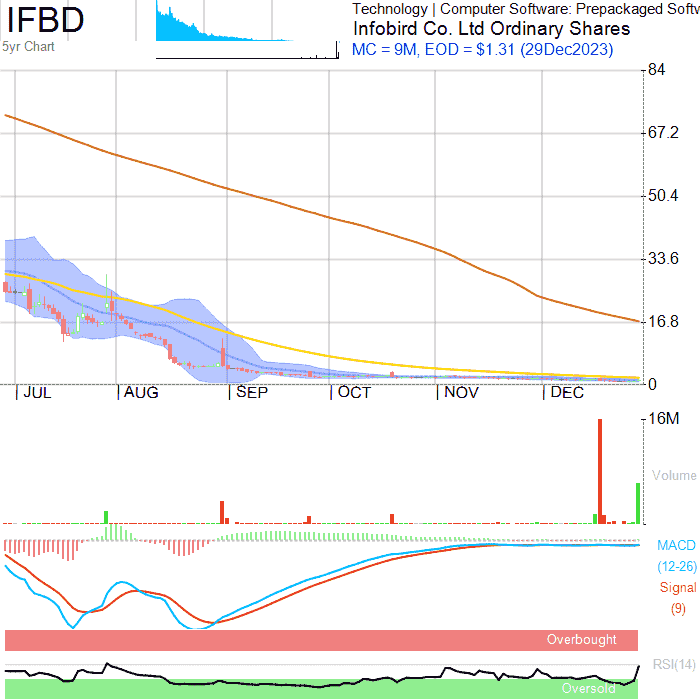 IFBD
5yr Chart
Technology | Computer Software: Prepackaged Softw
Infobird Co. Ltd Ordinary Shares
MC = 9M, EOD = $1.31 (29Dec2023)
84
67.2
50.4
33.6
16.8
0
JUL AUG SEP OCT NOV DEC
16M
Volume
MACD
(12-26)
Signal
(9)
Overbought
RSI(14)
Oversold